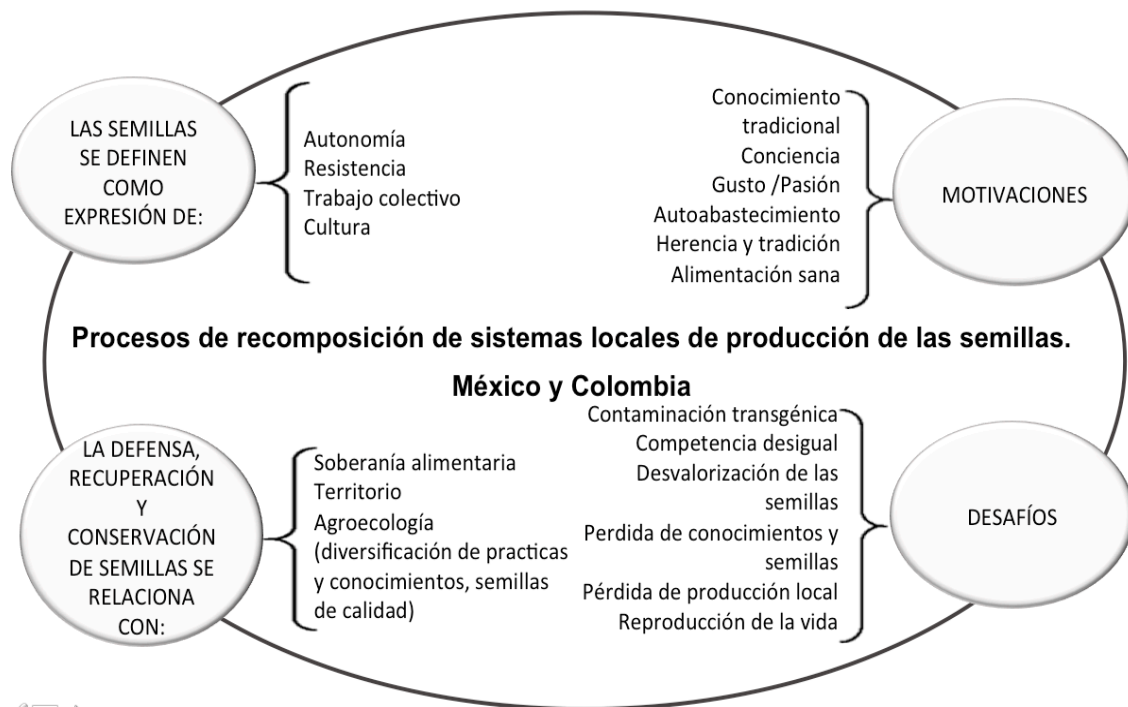 LAS SEMILLAS
SE DEFINEN
COMO
EXPRESIÓN DE:
Autonomía
Resistencia
Trabajo colectivo
Cultura
Conocimiento
tradicional
Conciencia
Gusto /Pasión
Autoabastecimiento
Herencia y tradición
Alimentación sana
MOTIVACIONES
Procesos de recomposición de sistemas locales de producción de las semillas.
México y Colombia
LA DEFENSA,
RECUPERACIÓN
Y
CONSERVACIÓN
DE SEMILLAS SE
RELACIONA
CON:
Soberanía alimentaria
Territorio
Agroecología
(diversificación de practicas
y conocimientos, semillas
de calidad)
Contaminación transgénica
Competencia desigual
Desvalorización de las
semillas
Perdida de conocimientos y
semillas
Pérdida de producción local
Reproducción de la vida
DESAFÍOS